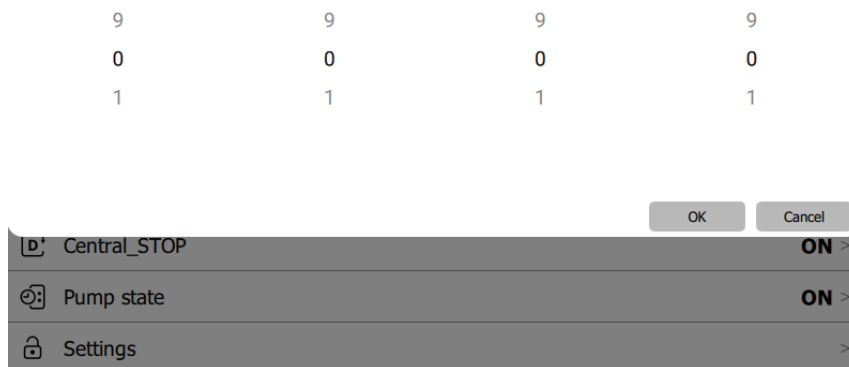 9 9 9 9
0 0 0 0
1 1 1 1
OK Cancel
Central_STOP ON >
Pump state ON >
Settings >